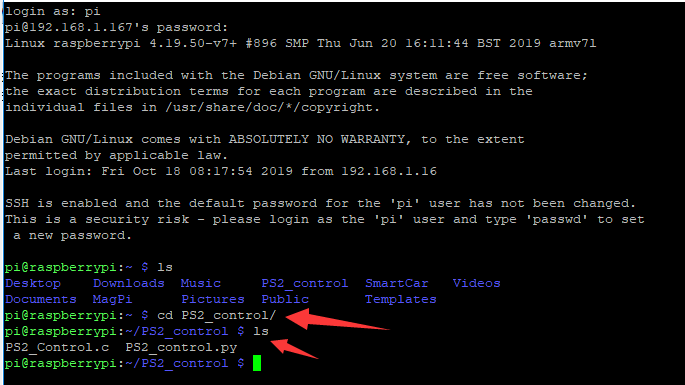 login as: pi
pi@192.168.1.167's password:
Linux raspberrypi 4.19.50-v7+ #896 SMP Thu Jun 20 16:11:44 BST 2019 armv7l
The programs included with the Debian GNU/Linux system are free software;
the exact distribution terms for each program are described in the
individual files in /usr/share/doc/*/copyright.
Debian GNU/Linux comes with ABSOLUTELY NO WARRANTY, to the extent
permitted by applicable law.
Last login: Fri Oct 18 08:17:54 2019 from 192.168.1.16
SSH is enabled and the default password for the 'pi' user has not been changed.
This is a security risk - please login as the 'pi' user and type 'passwd' to set
 a new password.
pi@raspberrypi:~ $ ls
Desktop    Downloads  Music     PS2_control  SmartCar   Videos
Documents  MagPi      Pictures  Public       Templates
pi@raspberrypi:~ $ cd PS2_control/
pi@raspberrypi:~/PS2_control $ ls
PS2_Control.c  PS2_control.py
pi@raspberrypi:~/PS2_control $